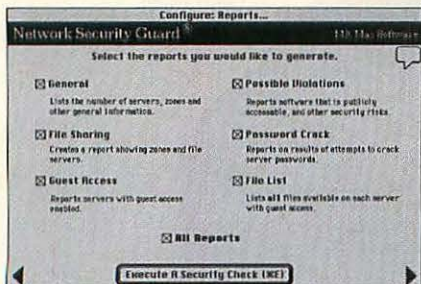 Configure: Reports...
Network Security Guard
MR Mac Software
Select the reports you would like to generate.
General
Lists the number of servers, zones and
other general information.
File Sharing
Creates a report showing zones and file
servers.
Guest Access
Reports servers with guest access
enabled.
Possible Violations
Reports software that is publicly
accessable, and other security risks.
Password Crack
Reports on results of attempts to crack
server passwords.
File List
Lists all files available on each server
with guest access.
All Reports
Execute A Security Check (⌘E)